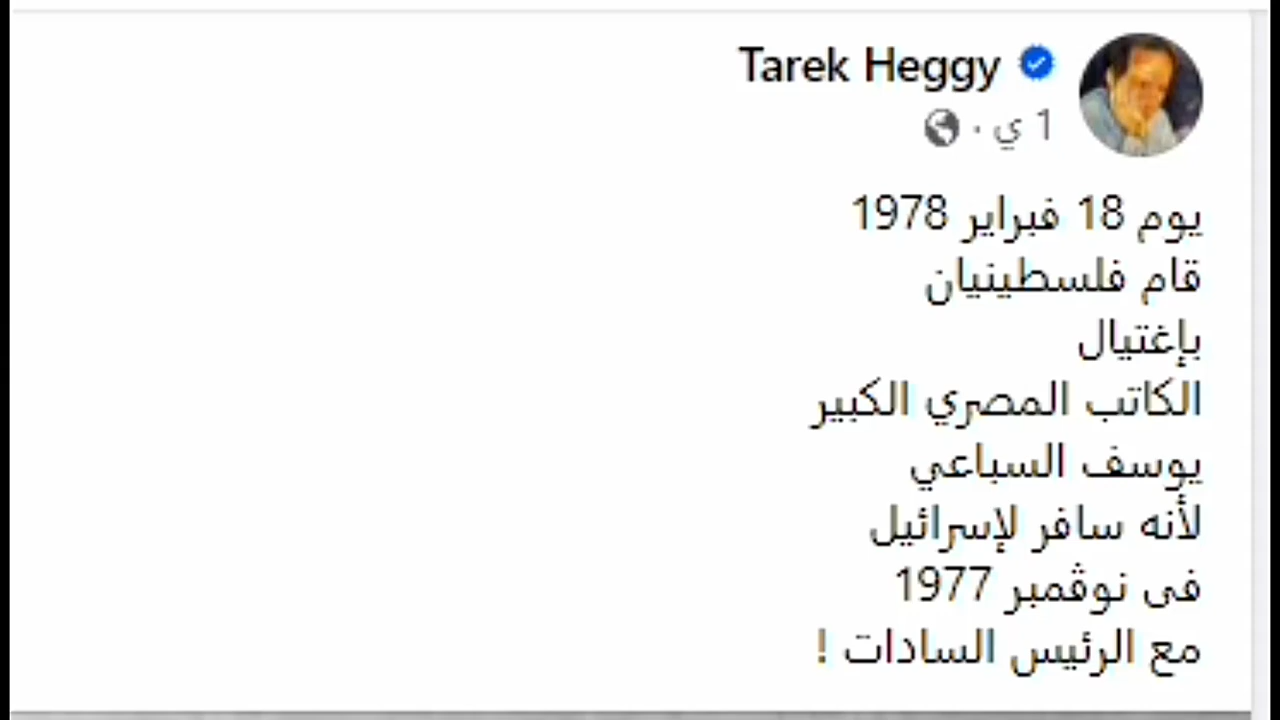 Tarek Heggy
1 ي ·
يوم 18 فبراير 1978
قام فلسطينيان
بإغتيال
الكاتب المصري الكبير
يوسف السباعي
لأنه سافر لإسرائيل
فى نوڤمبر 1977
مع الرئيس السادات !